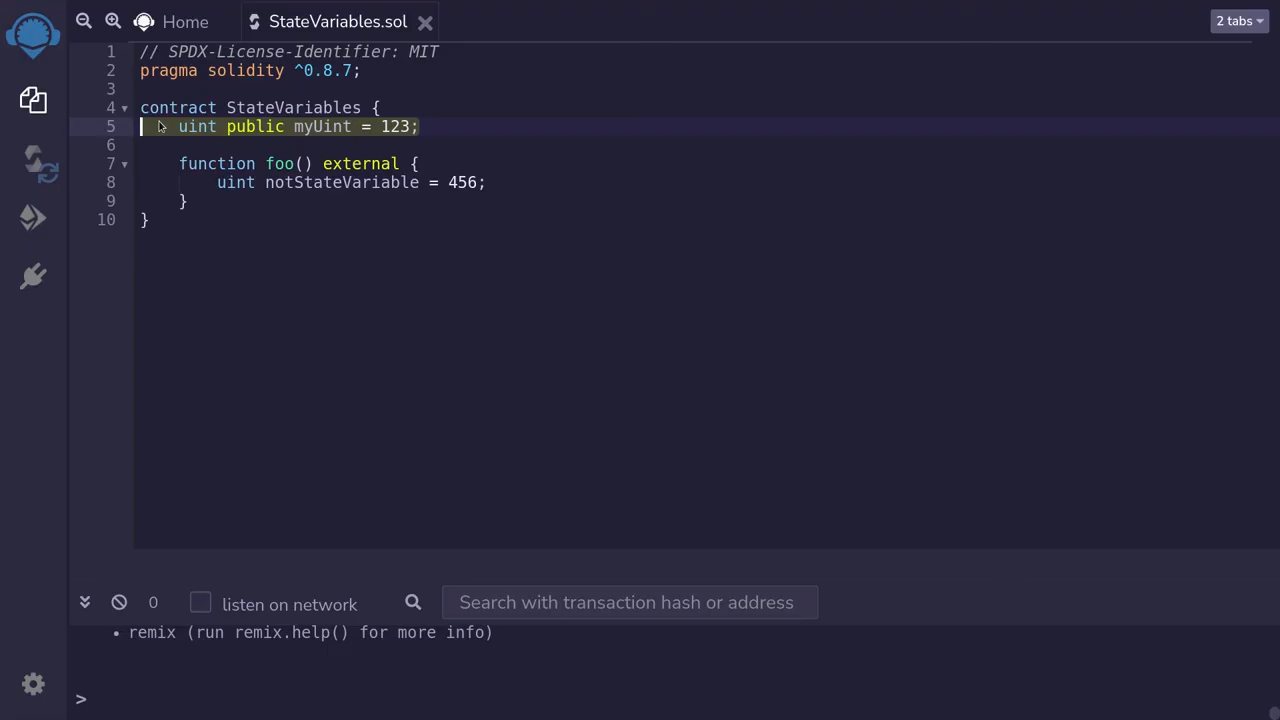 Home
StateVariables.sol
2 tabs
1 // SPDX-License-Identifier: MIT
2 pragma solidity ^0.8.7;
3
4 contract StateVariables {
5     uint public myUint = 123;
6
7     function foo() external {
8         uint notStateVariable = 456;
9     }
10 }
0
listen on network
Search with transaction hash or address
• remix (run remix.help() for more info)
>